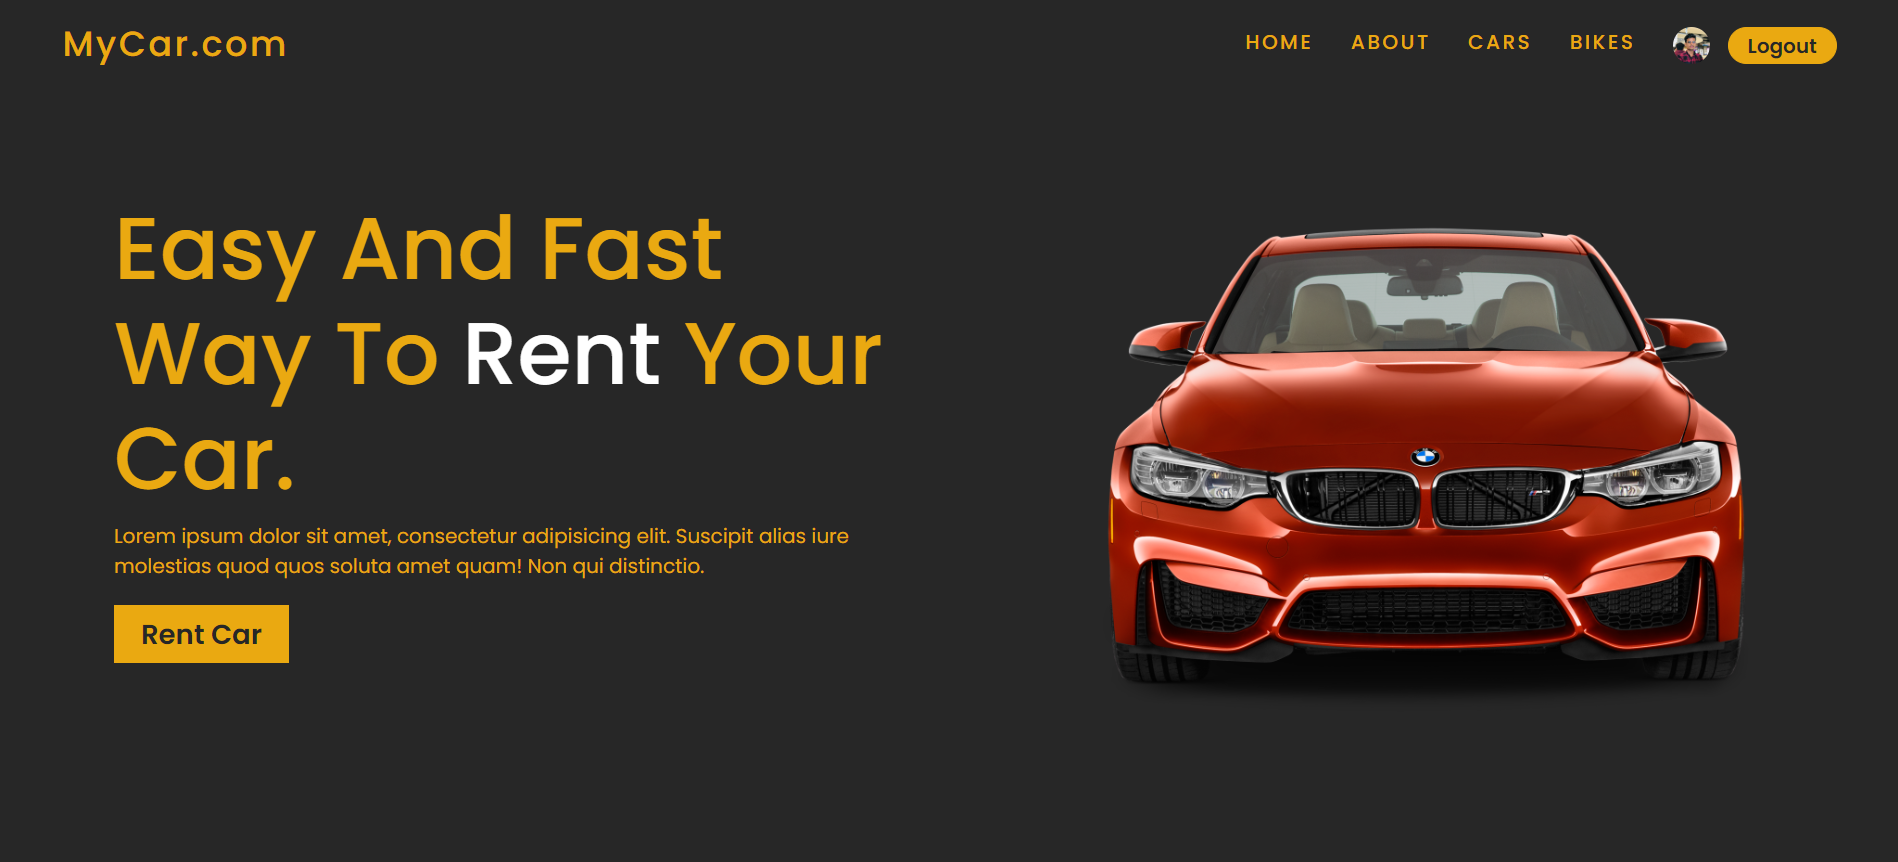 MyCar.com
HOME ABOUT CARS BIKES Logout
Easy And Fast
Way To Rent Your
Car.
Lorem ipsum dolor sit amet, consectetur adipisicing elit. Suscipit alias iure
molestias quod quos soluta amet quam! Non qui distinctio.
Rent Car